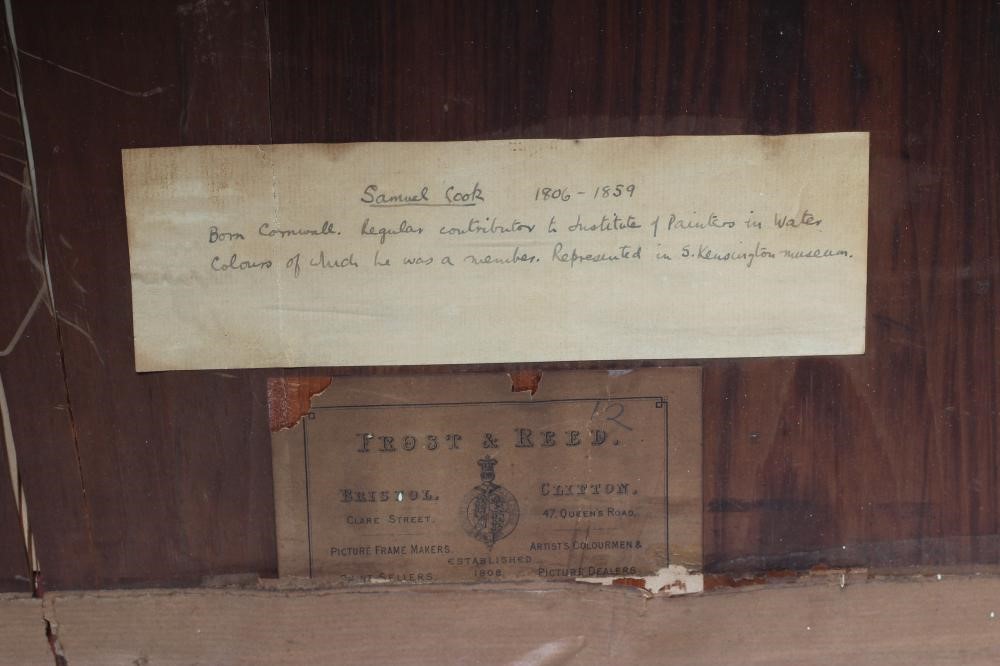 Samuel Cook 1806 - 1859
Born Cornwall. Regular contributor to Institute of Painters in Water
Colours of which he was a member. Represented in S. Kensington museum.
12
FROST & REED.
BRISTOL.
CLARE STREET.
CLIFTON.
47, QUEEN'S ROAD.
PICTURE FRAME MAKERS
PRINT SELLERS
ESTABLISHED
1808
ARTISTS COLOURMEN &
PICTURE DEALERS